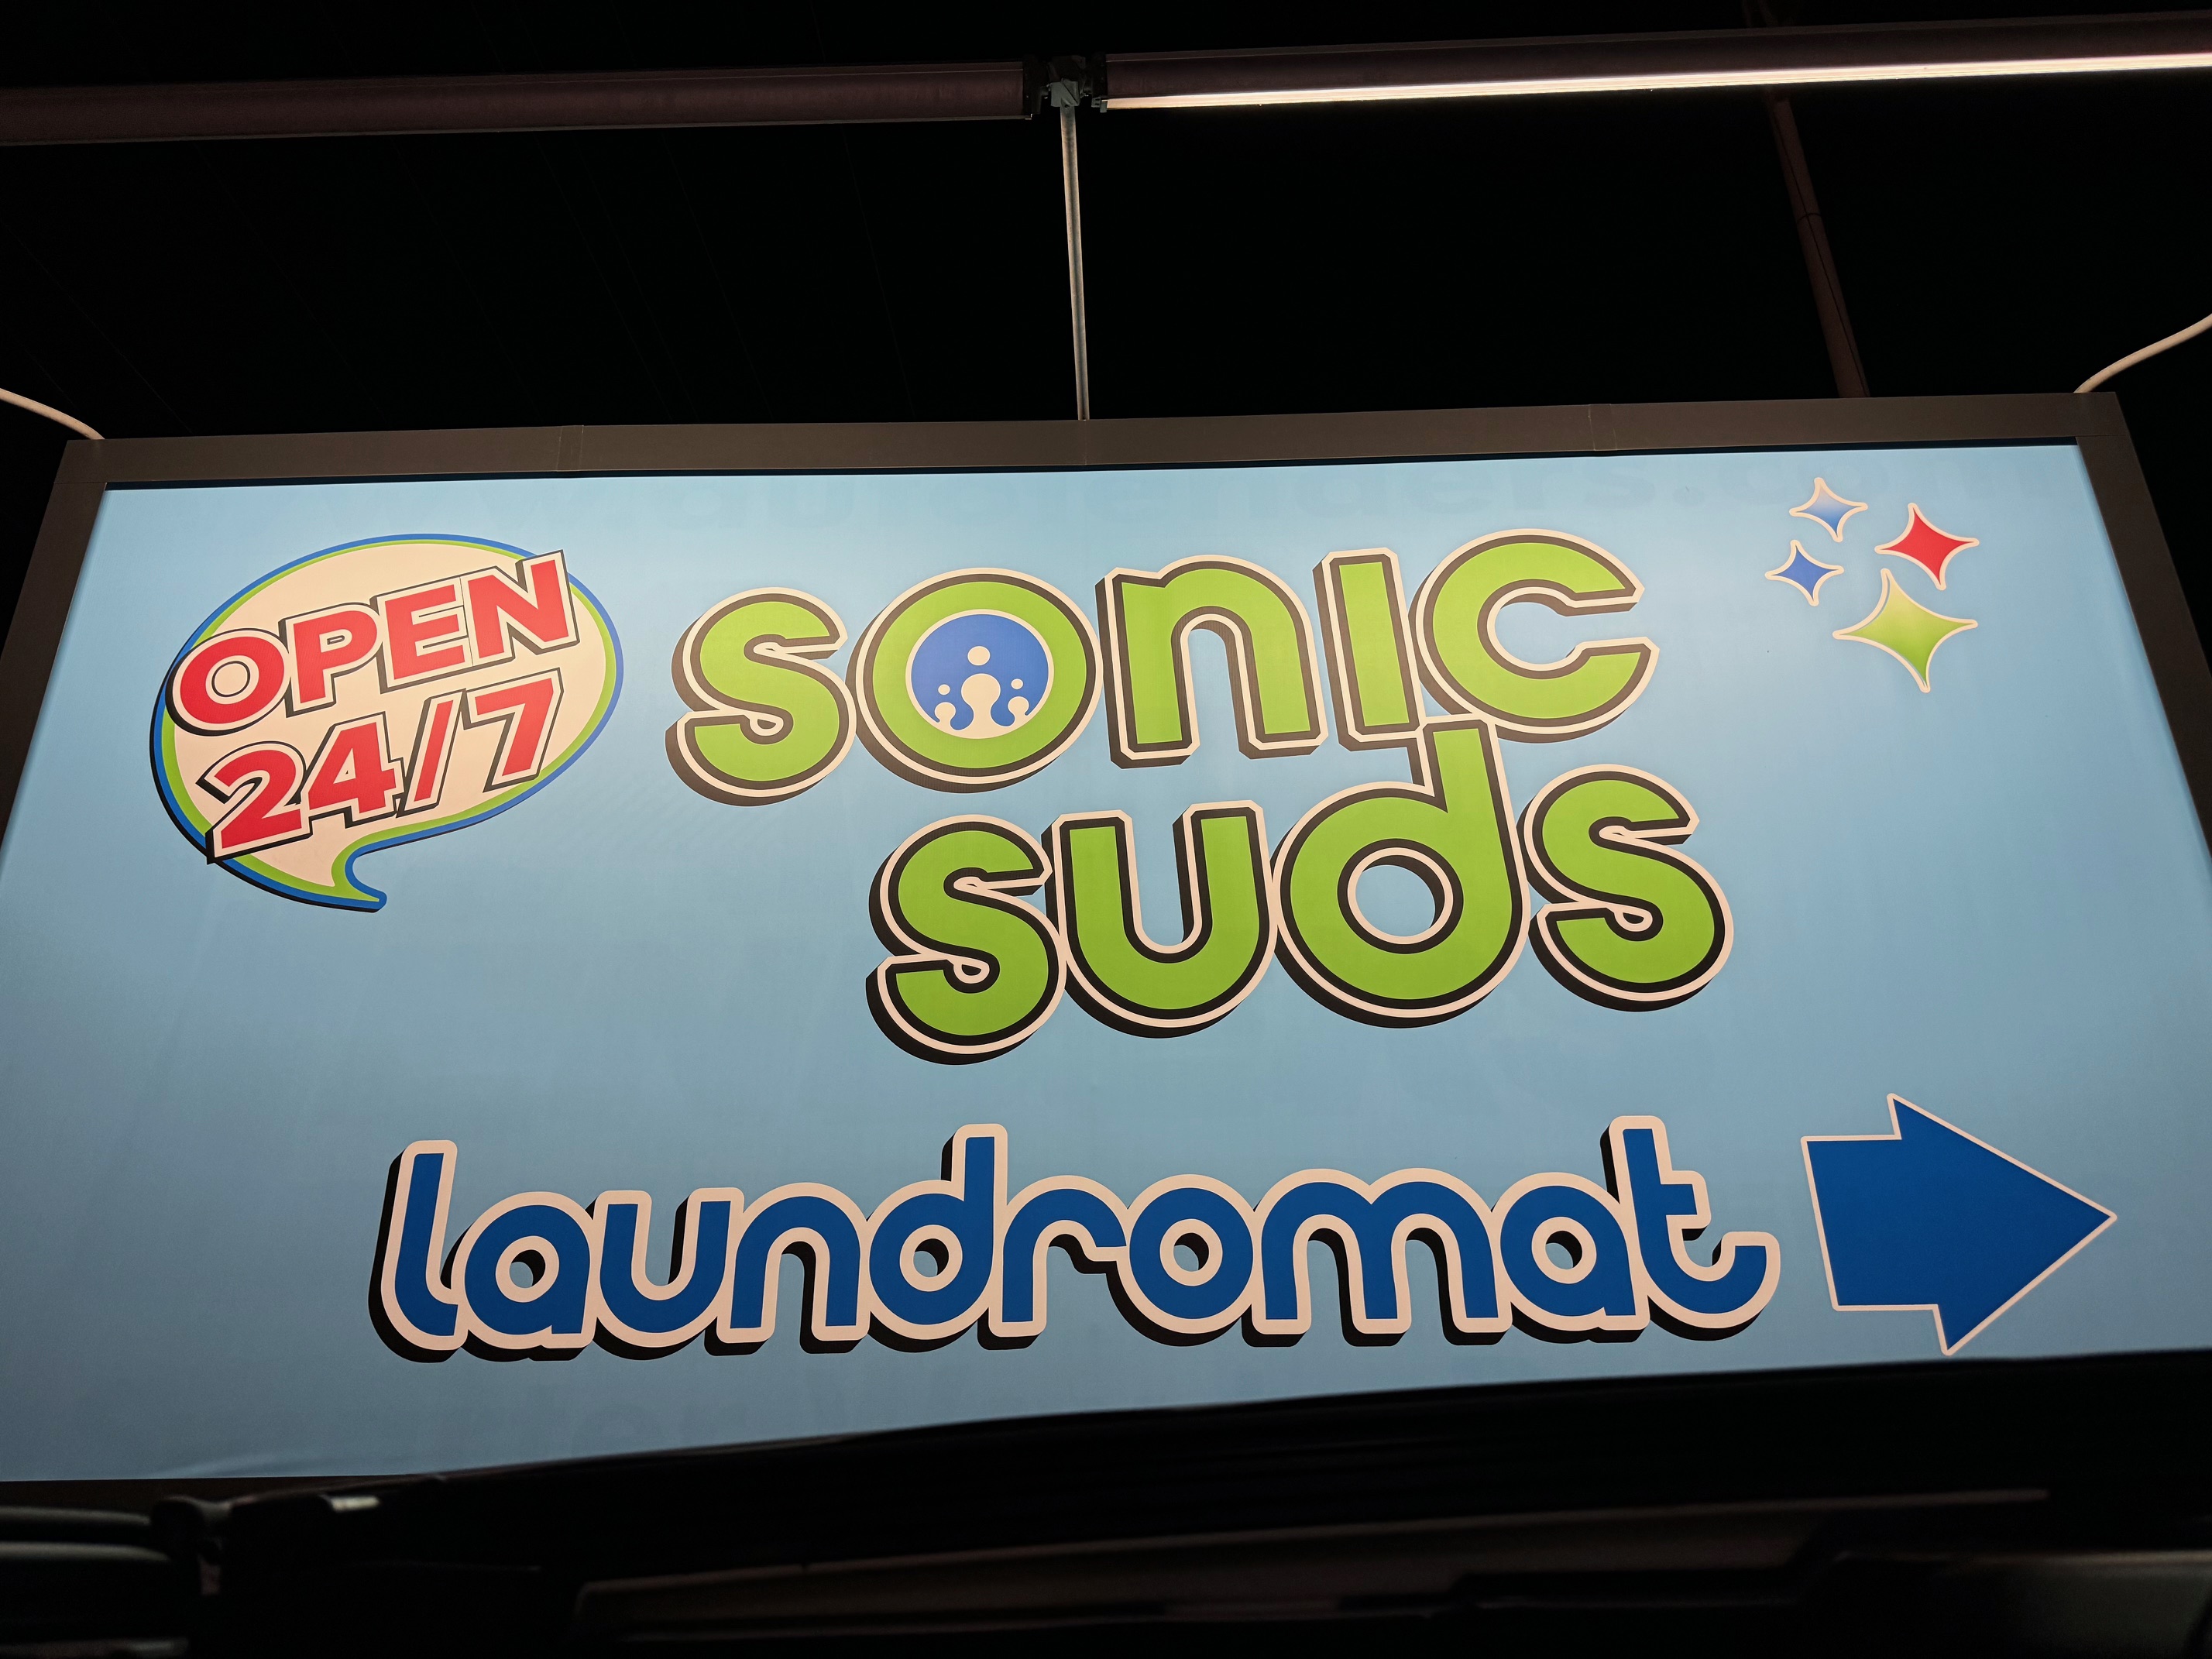 OPEN
24/7
sonic
suds
laundromat